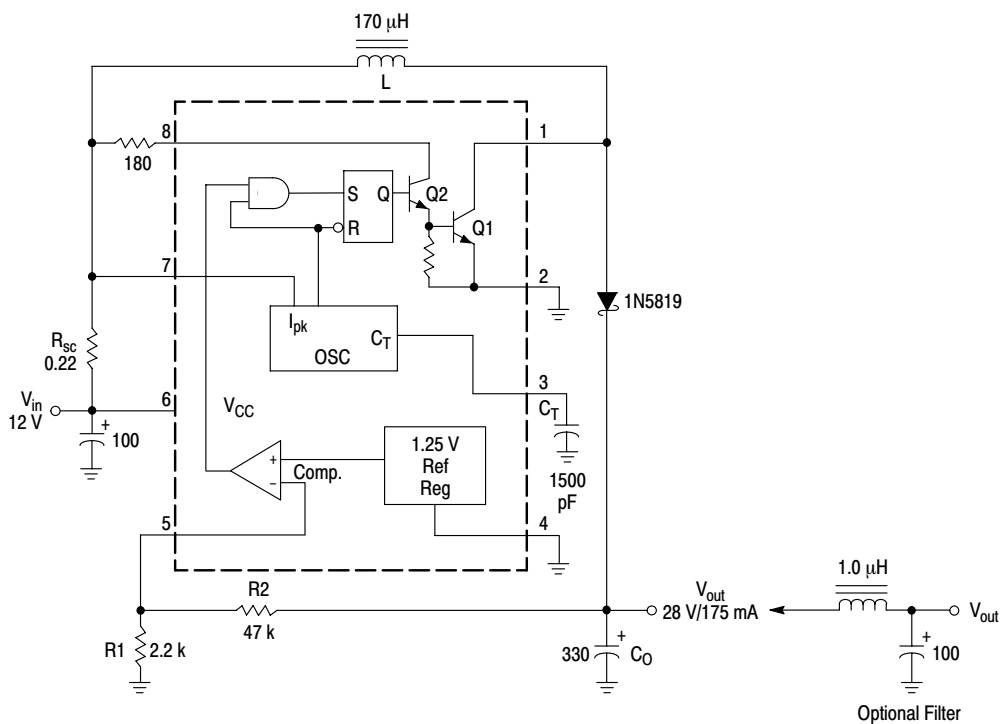 170 μH
L
8
1
180
S
Q
R
Q2
Q1
7
2
1N5819
Ipk
CT
OSC
Rsc
0.22
3
CT
Vin
12 V
6
VCC
+
100
+
1500
pF
+
−
Comp.
1.25 V
Ref
Reg
5
4
R2
47 k
Vout
28 V/175 mA
1.0 μH
Vout
R1
2.2 k
330
+
CO
+
100
Optional Filter